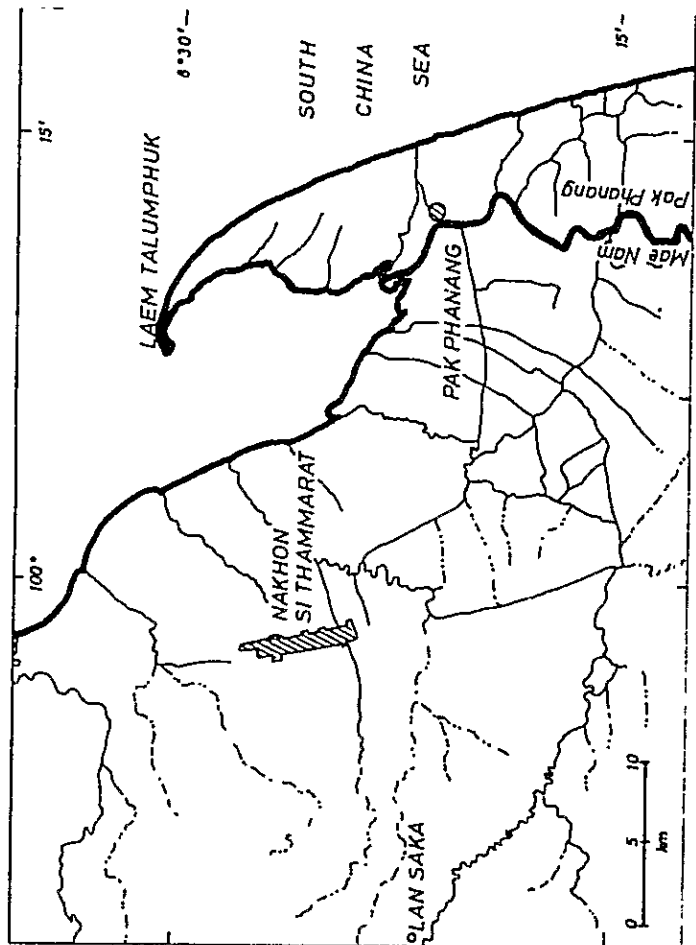 100°
15'
8°30'
LAEM TALUMPHUK
SOUTH
CHINA
SEA
NAKHON
SI THAMMARAT
PAK PHANANG
LAN SAKA
Mae Nam
Pak Phanang
15'
0 5 10
km